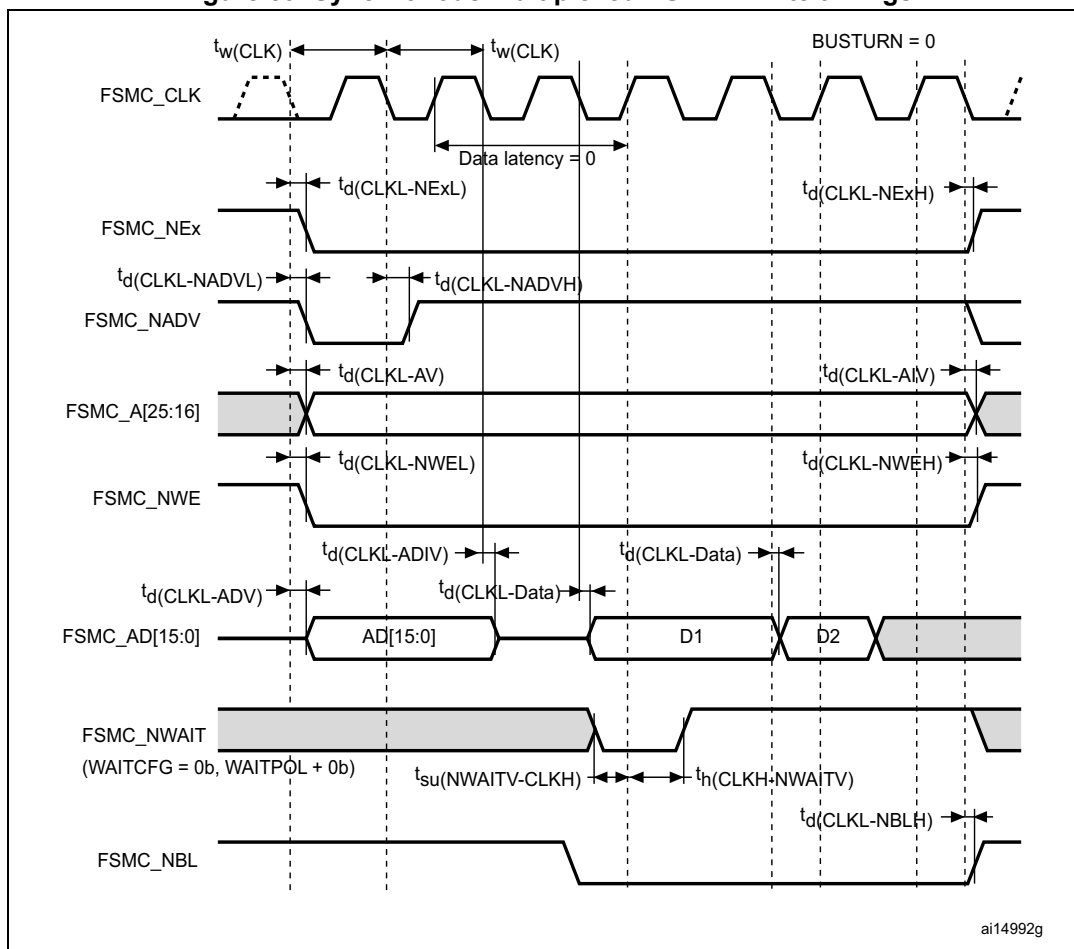 tw(CLK) tw(CLK) BUSTURN = 0
FSMC_CLK
Data latency = 0
td(CLKL-NExL) td(CLKL-NExH)
FSMC_NEx
td(CLKL-NADVL) td(CLKL-NADVH)
FSMC_NADV
td(CLKL-AV) td(CLKL-AIV)
FSMC_A[25:16]
td(CLKL-NWEL) td(CLKL-NWEH)
FSMC_NWE
td(CLKL-ADIV) td(CLKL-Data)
td(CLKL-ADV) td(CLKL-Data)
FSMC_AD[15:0] AD[15:0] D1 D2
FSMC_NWAIT
(WAITCFG = 0b, WAITPOL + 0b)
tsu(NWAITV-CLKH) th(CLKH-NWAITV)
td(CLKL-NBLH)
FSMC_NBL
ai14992g